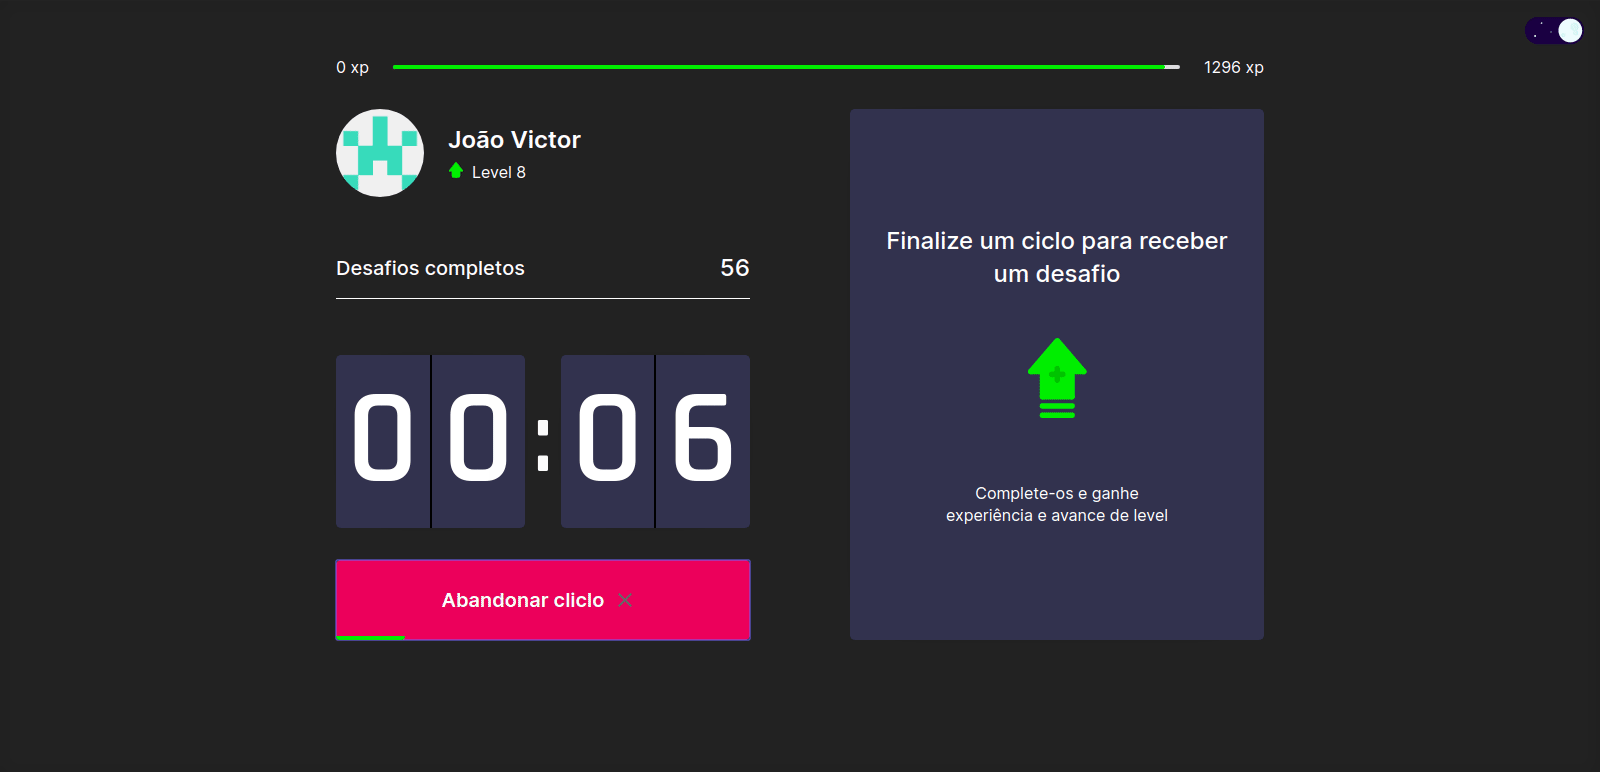 0 xp 1296 xp
João Victor
Level 8
Desafios completos 56
00:06
Abandonar cliclo
Finalize um ciclo para receber
um desafio
Complete-os e ganhe
experiência e avance de level